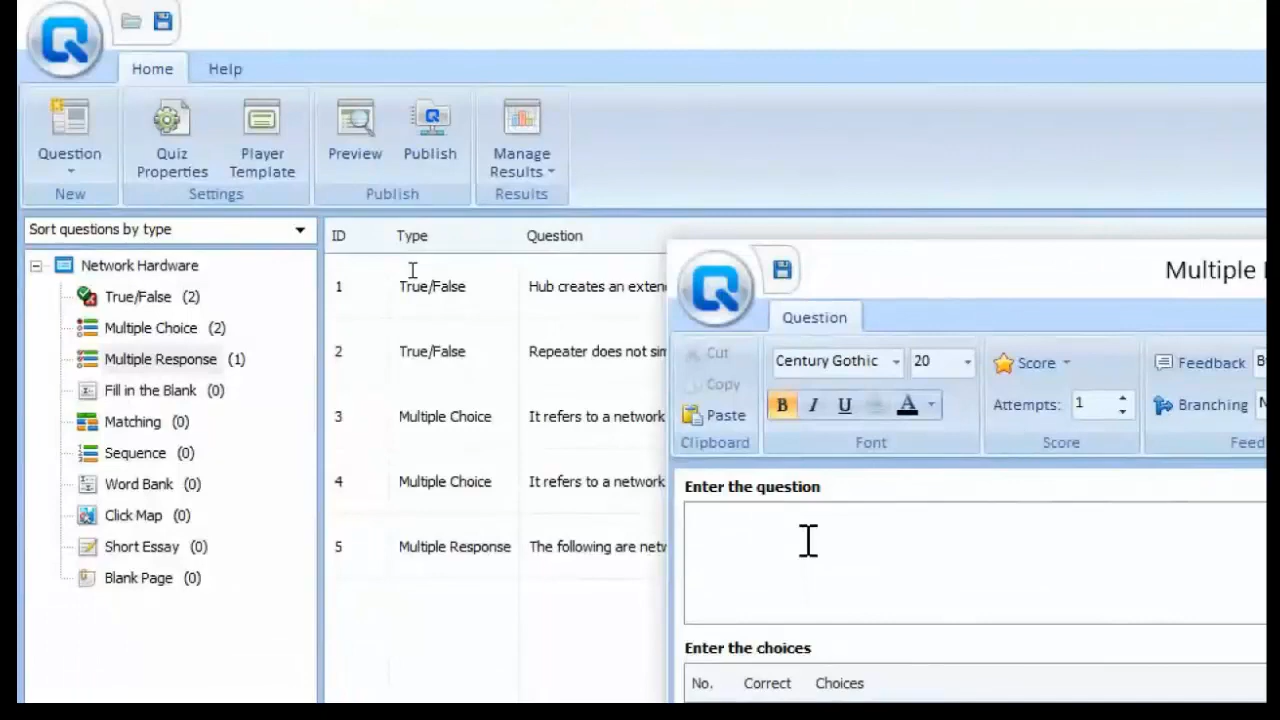 Home Help
Question Quiz Properties Player Template Preview Publish Manage Results
New Settings Publish Results
Sort questions by type
Network Hardware
True/False (2)
Multiple Choice (2)
Multiple Response (1)
Fill in the Blank (0)
Matching (0)
Sequence (0)
Word Bank (0)
Click Map (0)
Short Essay (0)
Blank Page (0)
ID Type Question
1 True/False Hub creates an exten
2 True/False Repeater does not sim
3 Multiple Choice It refers to a network
4 Multiple Choice It refers to a network
5 Multiple Response The following are netw
Multiple
Question
Cut
Copy
Paste
Clipboard
Century Gothic 20
B I U A
Font
Score
Attempts: 1
Score
Feedback
Branching
Feed
Enter the question
Enter the choices
No. Correct Choices